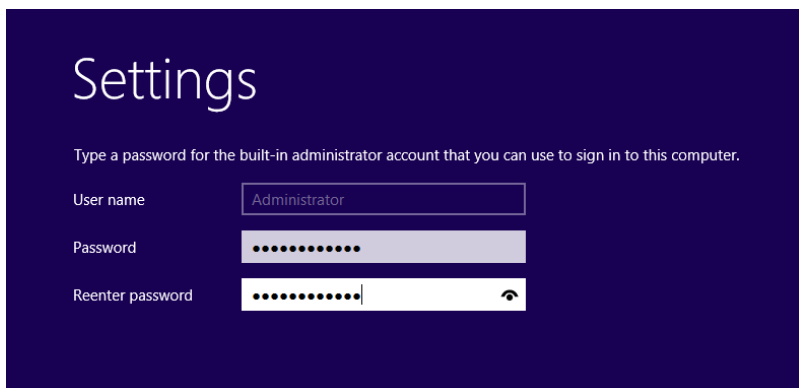 Settings
Type a password for the built-in administrator account that you can use to sign in to this computer.
User name Administrator
Password ••••••••••••
Reenter password ••••••••••••